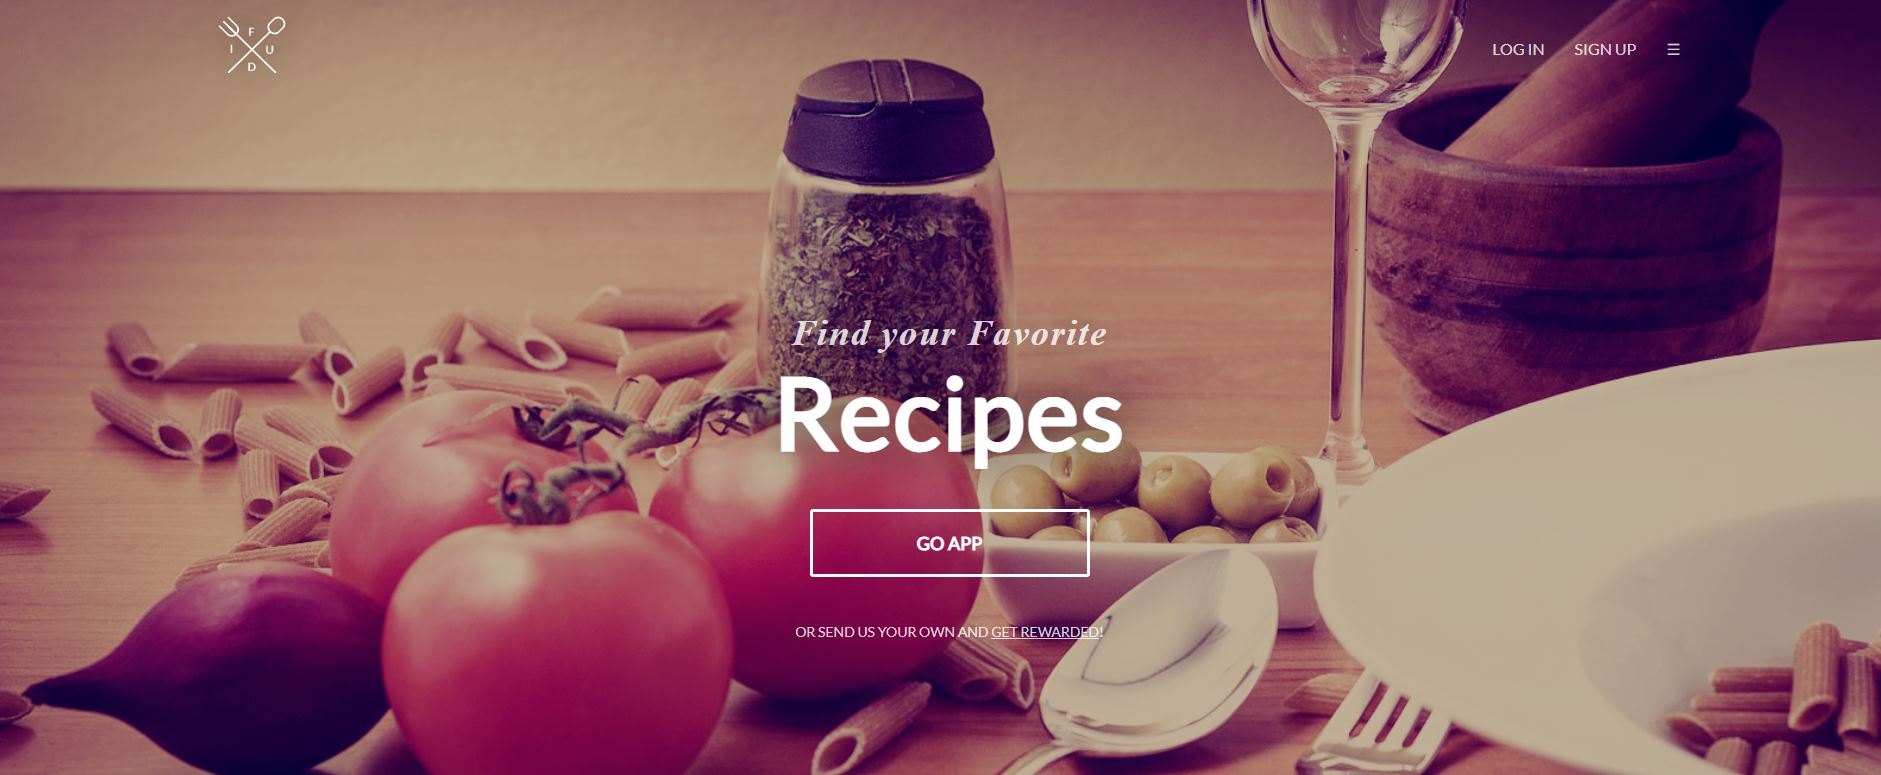 F
I U
D
LOG IN SIGN UP ☰
Find your Favorite
Recipes
GO APP
OR SEND US YOUR OWN AND GET REWARDED!